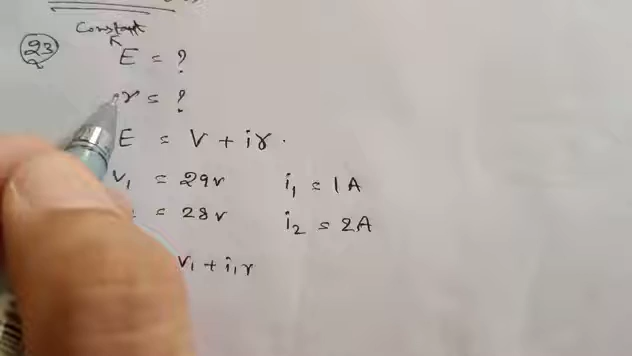 Constant
23
E = ?
r = ?
E = V + ir.
V₁ = 29v i₁ = 1A
= 28v i₂ = 2A
V₁ + i₁r